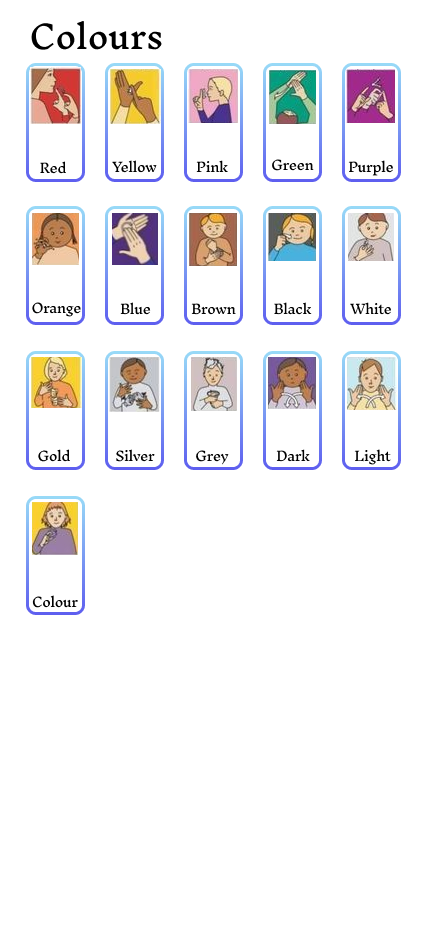 Colours
Red Yellow Pink Green Purple
Orange Blue Brown Black White
Gold Silver Grey Dark Light
Colour